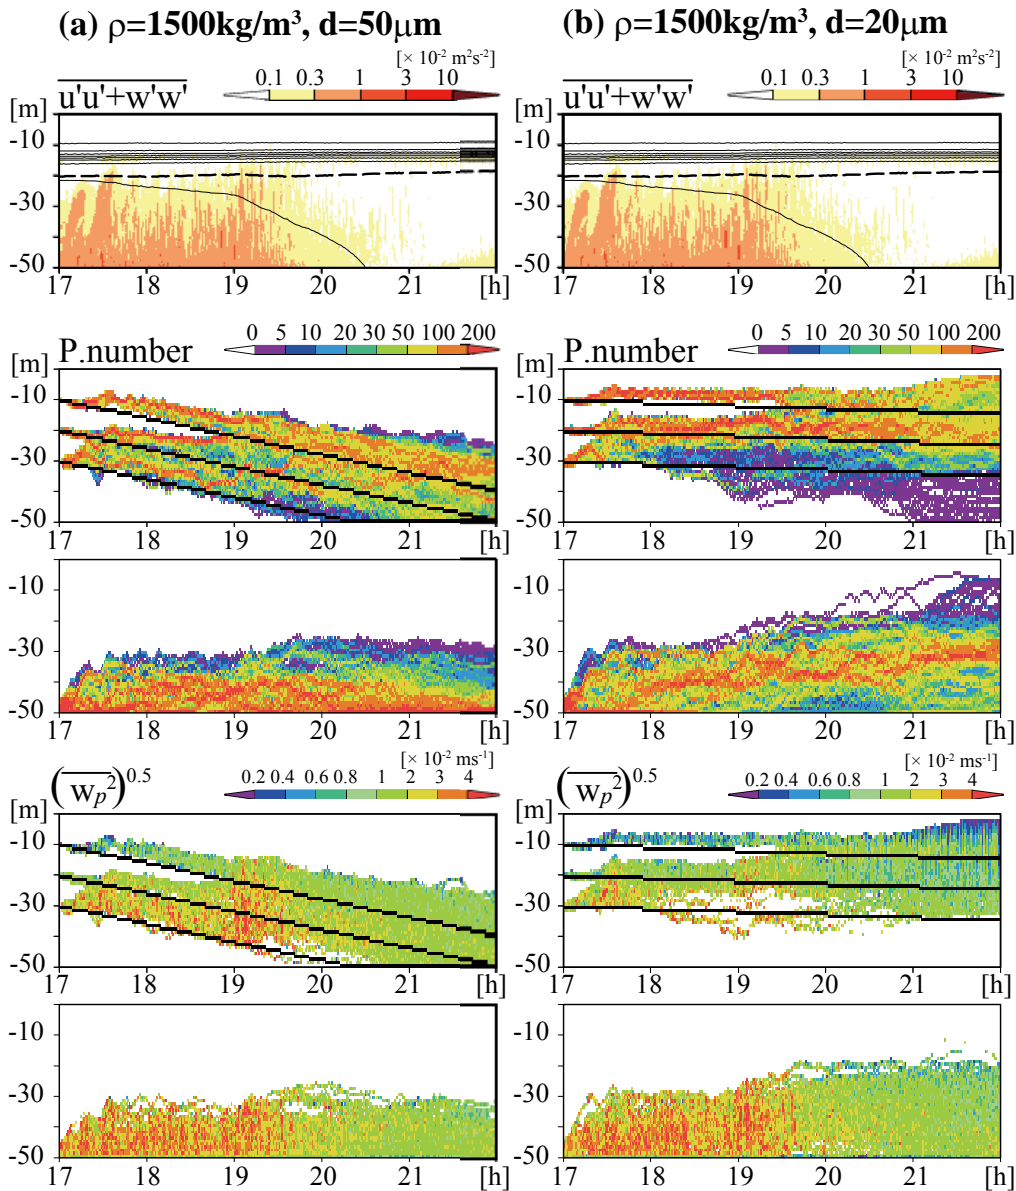 (a) ρ=1500kg/m³, d=50μm
(b) ρ=1500kg/m³, d=20μm
[× 10⁻² m²s⁻²]
[× 10⁻² m²s⁻²]
u'u'+w'w'
0.1 0.3 1 3 10
u'u'+w'w'
0.1 0.3 1 3 10
[m]
-10
-30
-50
17 18 19 20 21 [h]
[m]
-10
-30
-50
17 18 19 20 21 [h]
P.number
0 5 10 20 30 50 100 200
P.number
0 5 10 20 30 50 100 200
[m]
-10
-30
-50
17 18 19 20 21 [h]
[m]
-10
-30
-50
17 18 19 20 21 [h]
-10
-30
-50
17 18 19 20 21 [h]
-10
-30
-50
17 18 19 20 21 [h]
[× 10⁻² ms⁻¹]
[× 10⁻² ms⁻¹]
(wₚ²)⁰·⁵
0.2 0.4 0.6 0.8 1 2 3 4
(wₚ²)⁰·⁵
0.2 0.4 0.6 0.8 1 2 3 4
[m]
-10
-30
-50
17 18 19 20 21 [h]
[m]
-10
-30
-50
17 18 19 20 21 [h]
-10
-30
-50
17 18 19 20 21 [h]
-10
-30
-50
17 18 19 20 21 [h]